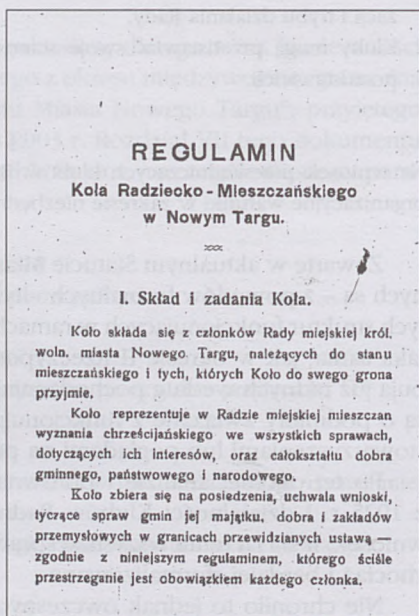 REGULAMIN
Koła Radziecko-Mieszczańskiego
w Nowym Targu.
I. Skład i zadania Koła.
Koło składa się z członków Rady miejskiej król.
woln. miasta Nowego Targu, należących do stanu
mieszczańskiego i tych, których Koło do swego grona
przyjmie.
Koło reprezentuje w Radzie miejskiej mieszczan
wyznań chrześcijańskiego we wszystkich sprawach,
dotyczących ich interesów, oraz całokształtu życia
gminnego, państwowego i narodowego.
Koło zbiera się na posiedzenia, uchwala wnioski,
tyczące spraw gmin jej majątku, dobra i zakładów
przemysłowych w granicach przewidzianych ustawą —
zgodnie z niniejszym regulaminem, którego ściśle
przestrzeganie jest obowiązkiem każdego członka.